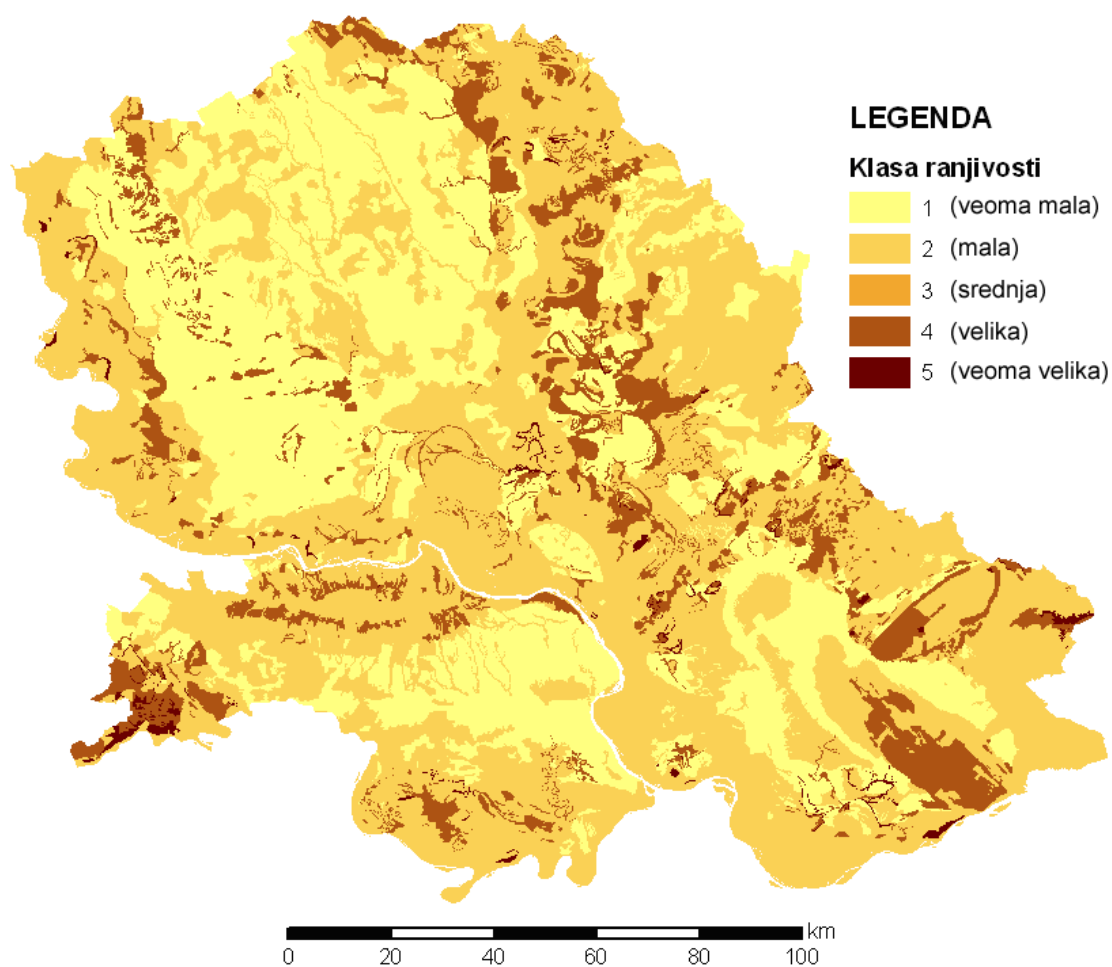 LEGENDA
Klasa ranjivosti
1 (veoma mala)
2 (mala)
3 (srednja)
4 (velika)
5 (veoma velika)
km
0 20 40 60 80 100